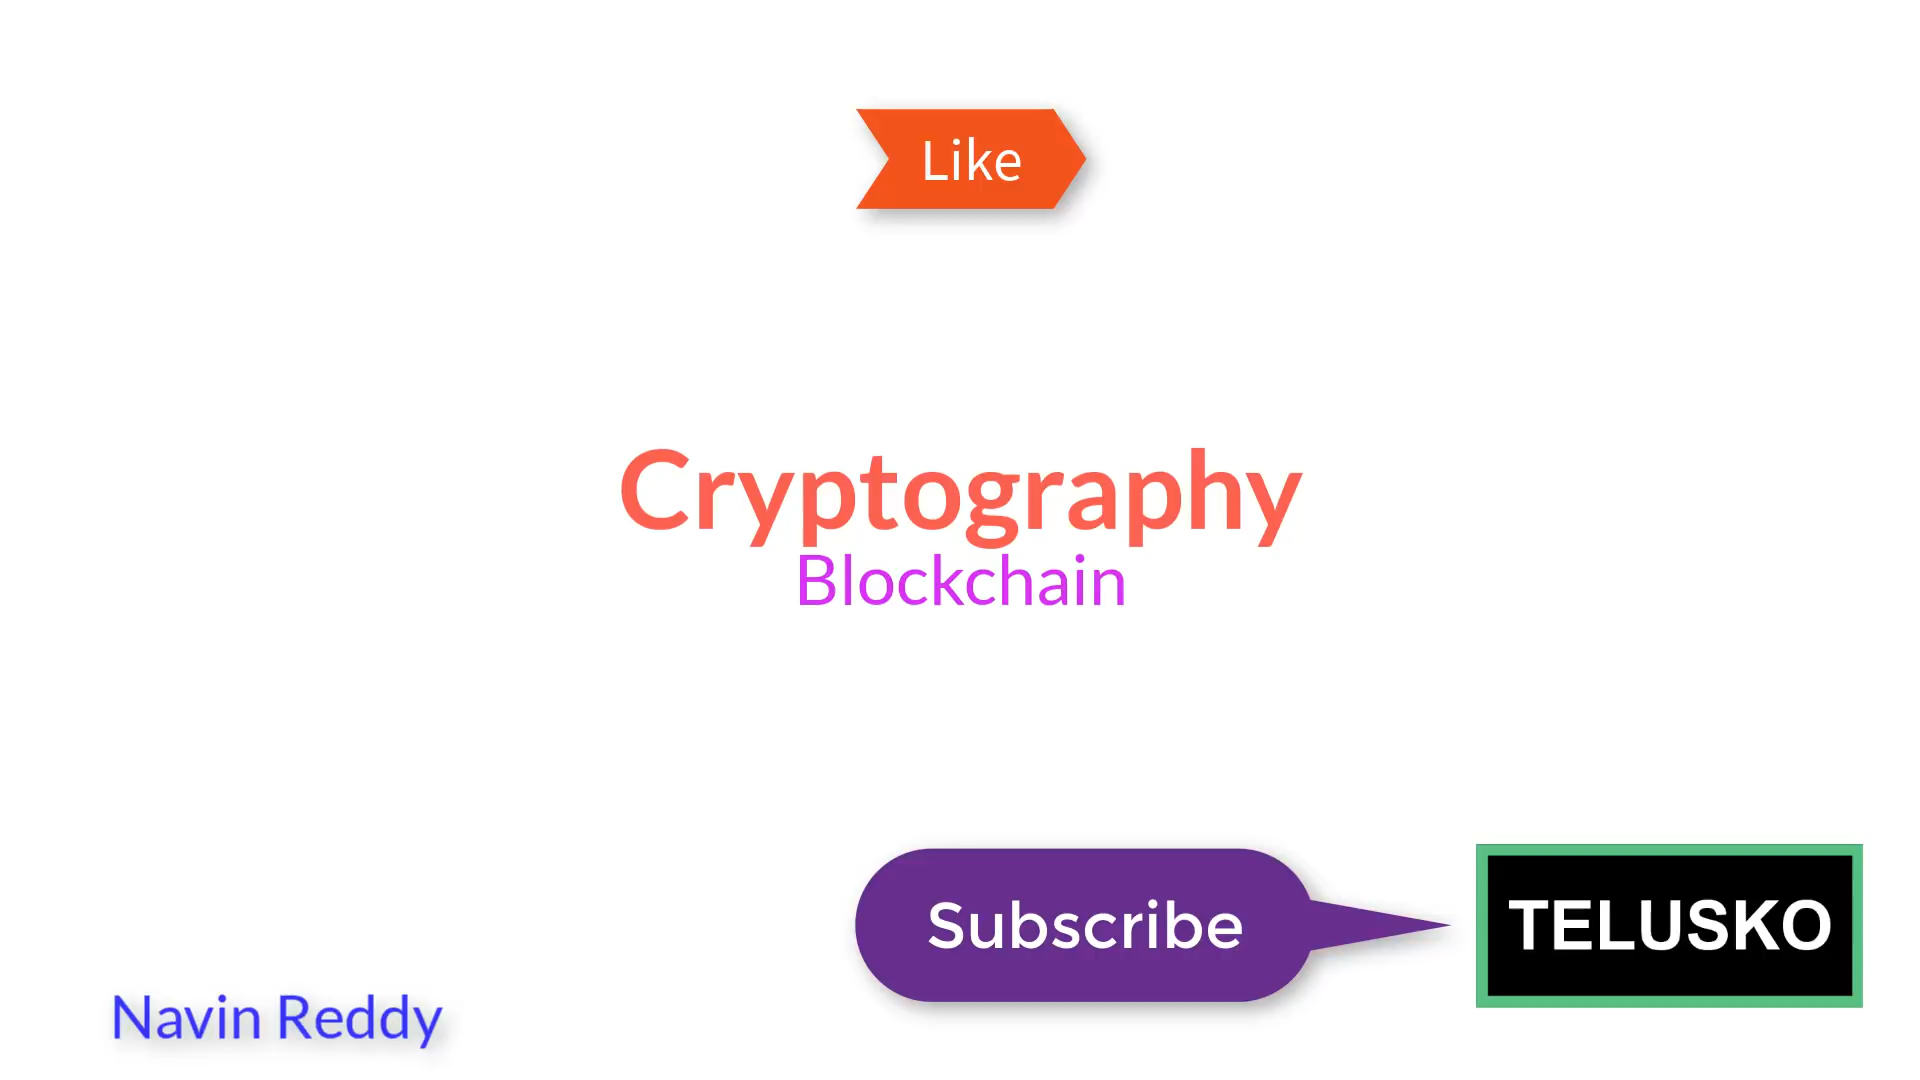 Like
Cryptography
Blockchain
Subscribe
TELUSKO
Navin Reddy